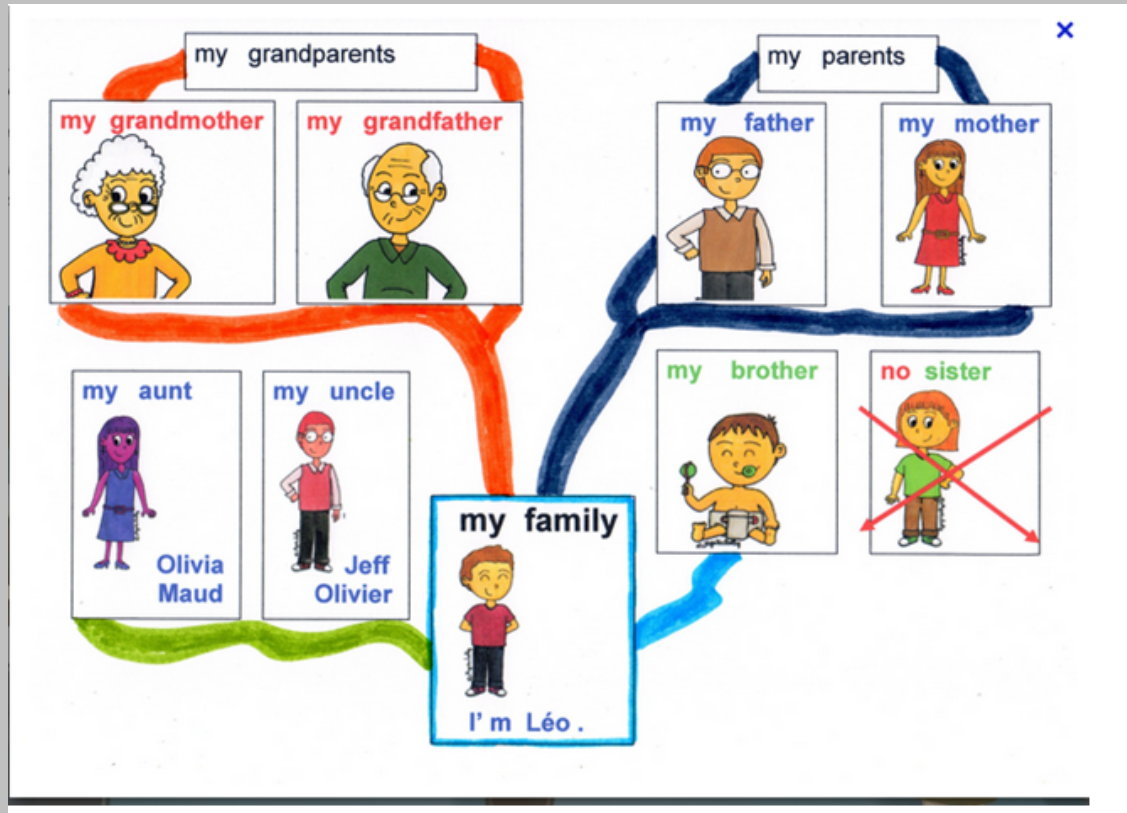 my grandparents
my grandmother
my grandfather
my parents
my father
my mother
my aunt
Olivia
Maud
my uncle
Jeff
Olivier
my family
I'm Léo.
my brother
no sister